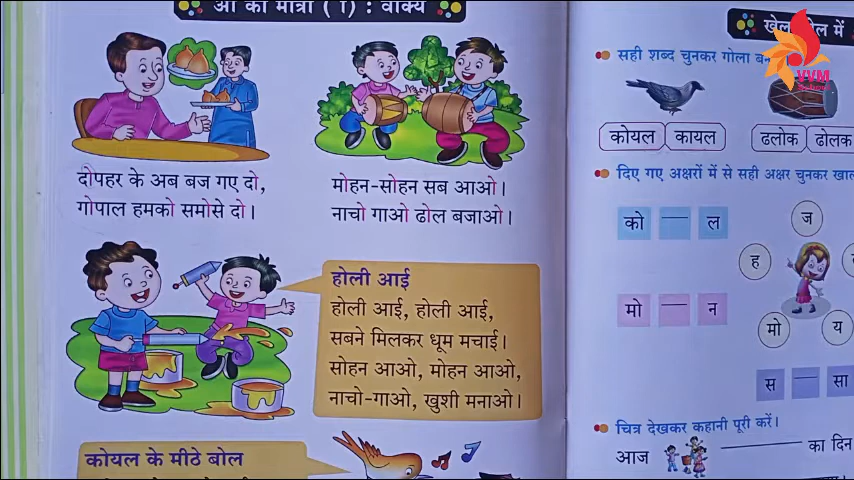 ओ की मात्रा ( ो ) : वाक्य
दोपहर के अब बज गए दो,
गोपाल हमको समोसे दो।
मोहन-सोहन सब आओ।
नाचो गाओ ढोल बजाओ।
होली आई
होली आई, होली आई,
सबने मिलकर धूम मचाई।
सोहन आओ, मोहन आओ,
नाचो-गाओ, खुशी मनाओ।
कोयल के मीठे बोल
खेल में
सही शब्द चुनकर गोला
VVM
कोयल कायल
ढलोक ढोलक
दिए गए अक्षरों में से सही अक्षर चुनकर
को ल
ज
ह
मो न
मो
य
स सा
चित्र देखकर कहानी पूरी करें।
आज का दिन